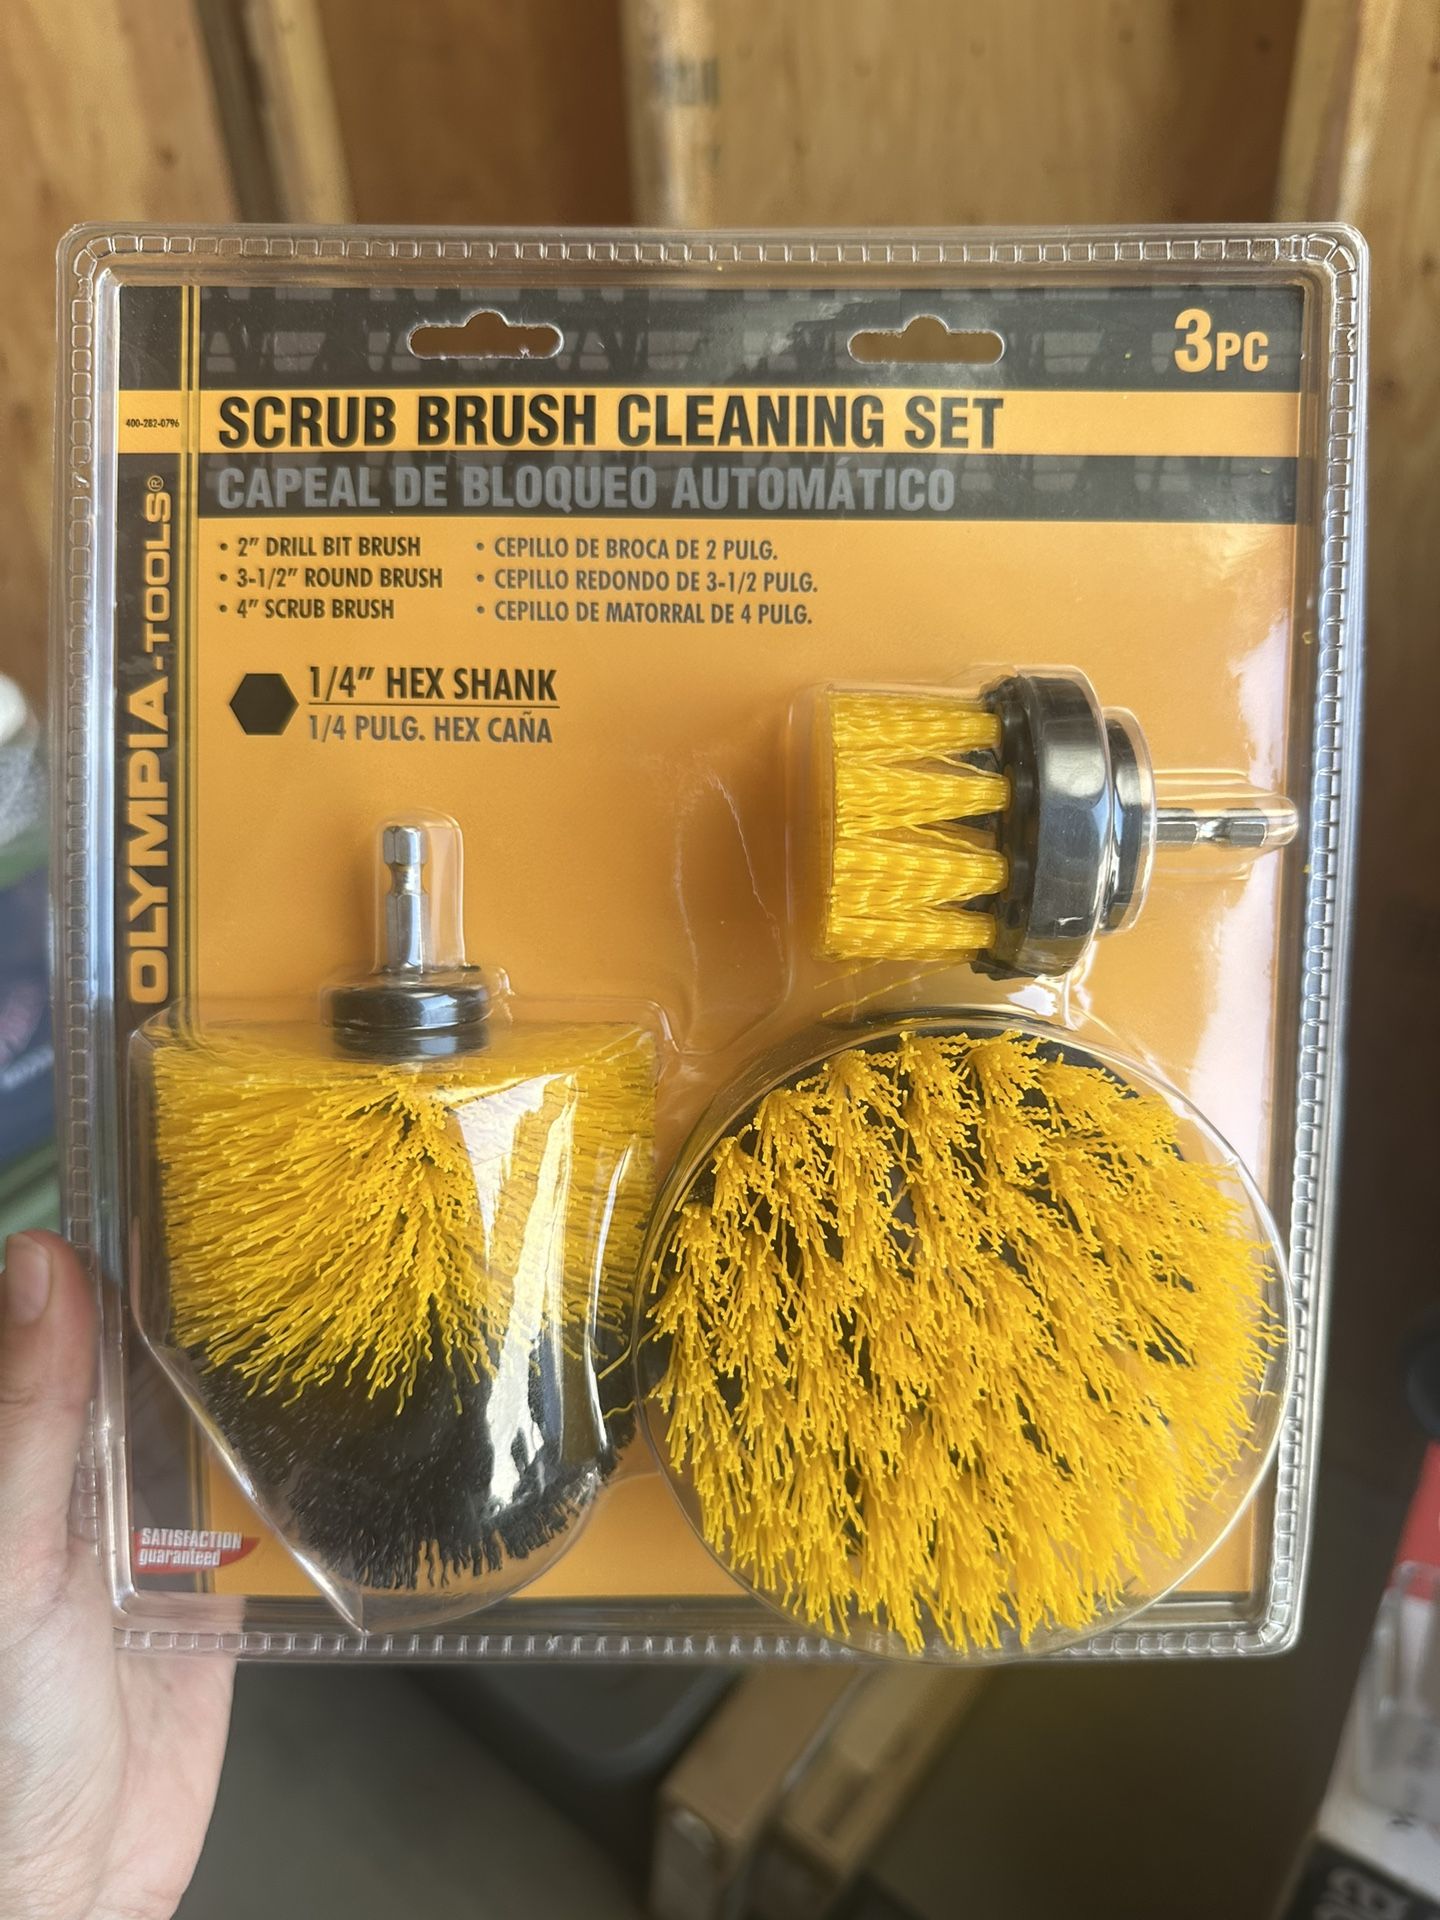 3PC
400-282-0796
SCRUB BRUSH CLEANING SET
CAPEAL DE BLOQUEO AUTOMÁTICO
OLYMPIA-TOOLS®
• 2" DRILL BIT BRUSH
• 3-1/2" ROUND BRUSH
• 4" SCRUB BRUSH
• CEPILLO DE BROCA DE 2 PULG.
• CEPILLO REDONDO DE 3-1/2 PULG.
• CEPILLO DE MATORRAL DE 4 PULG.
1/4" HEX SHANK
1/4 PULG. HEX CAÑA
SATISFACTION
guaranteed